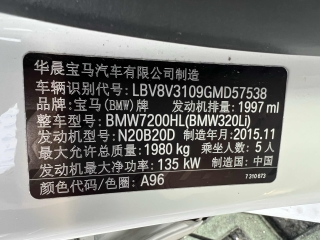 华晨宝马汽车有限公司制造
车辆识别代号: LBV8V3109GMD57538
品牌: 宝马(BMW)牌 发动机排量: 1997 ml
整车型号: BMW7200HL(BMW320Li)
发动机型号: N20B20D 制造年月: 2015.11
最大允许总质量: 1980 kg 乘坐人数: 5 人
发动机最大净功率: 135 kW 制造国: 中国
颜色代码/色圈: A96
7 310 673